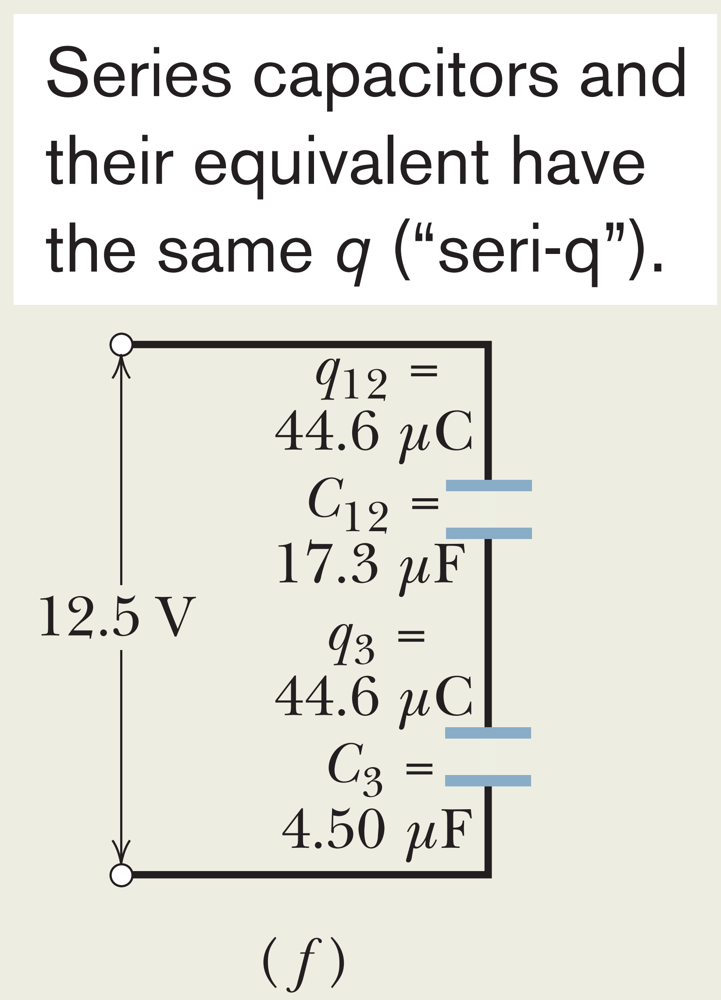 Series capacitors and
their equivalent have
the same q (“seri-q”).
q12 =
44.6 µC
C12 =
17.3 µF
12.5 V
q3 =
44.6 µC
C3 =
4.50 µF
(f)